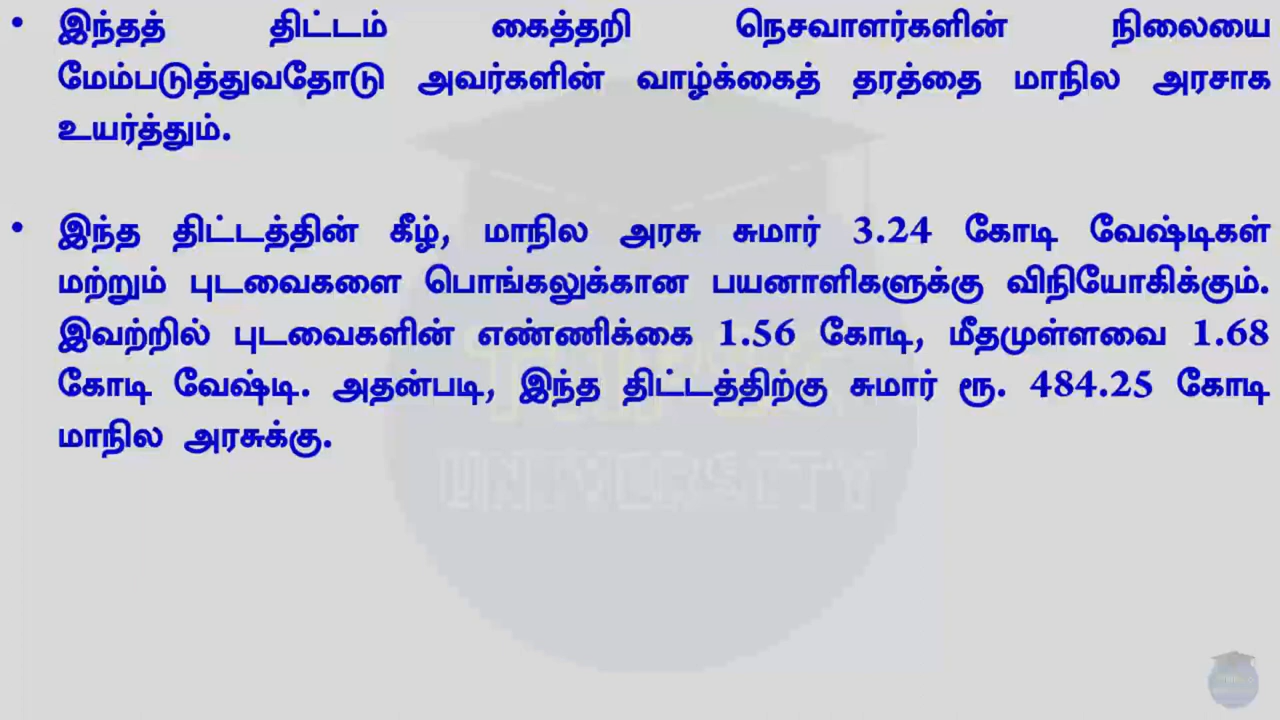 • இந்தத் திட்டம் கைத்தறி நெசவாளர்களின் நிலையை
மேம்படுத்துவதோடு அவர்களின் வாழ்க்கைத் தரத்தை மாநில அரசாக
உயர்த்தும்.
• இந்த திட்டத்தின் கீழ், மாநில அரசு சுமார் 3.24 கோடி வேஷ்டிகள்
மற்றும் புடவைகளை பொங்கலுக்கான பயனாளிகளுக்கு விநியோகிக்கும்.
இவற்றில் புடவைகளின் எண்ணிக்கை 1.56 கோடி, மீதமுள்ளவை 1.68
கோடி வேஷ்டி. அதன்படி, இந்த திட்டத்திற்கு சுமார் ரூ. 484.25 கோடி
மாநில அரசுக்கு.
UNIVERSITY